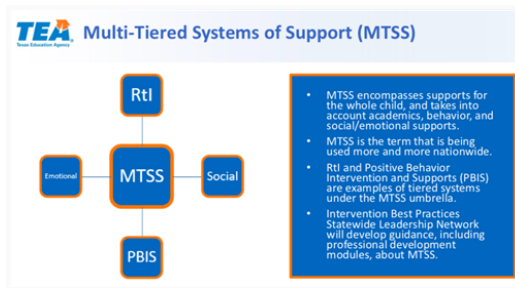 TEA
Texas Education Agency
Multi-Tiered Systems of Support (MTSS)
RtI
Emotional
MTSS
Social
PBIS
• MTSS encompasses supports for
the whole child, and takes into
account academics, behavior, and
social/emotional supports.
• MTSS is the term that is being
used more and more nationwide.
• RtI and Positive Behavior
Intervention and Supports (PBIS)
are examples of tiered systems
under the MTSS umbrella.
• Intervention Best Practices
Statewide Leadership Network
will develop guidance, including
professional development
modules, about MTSS.